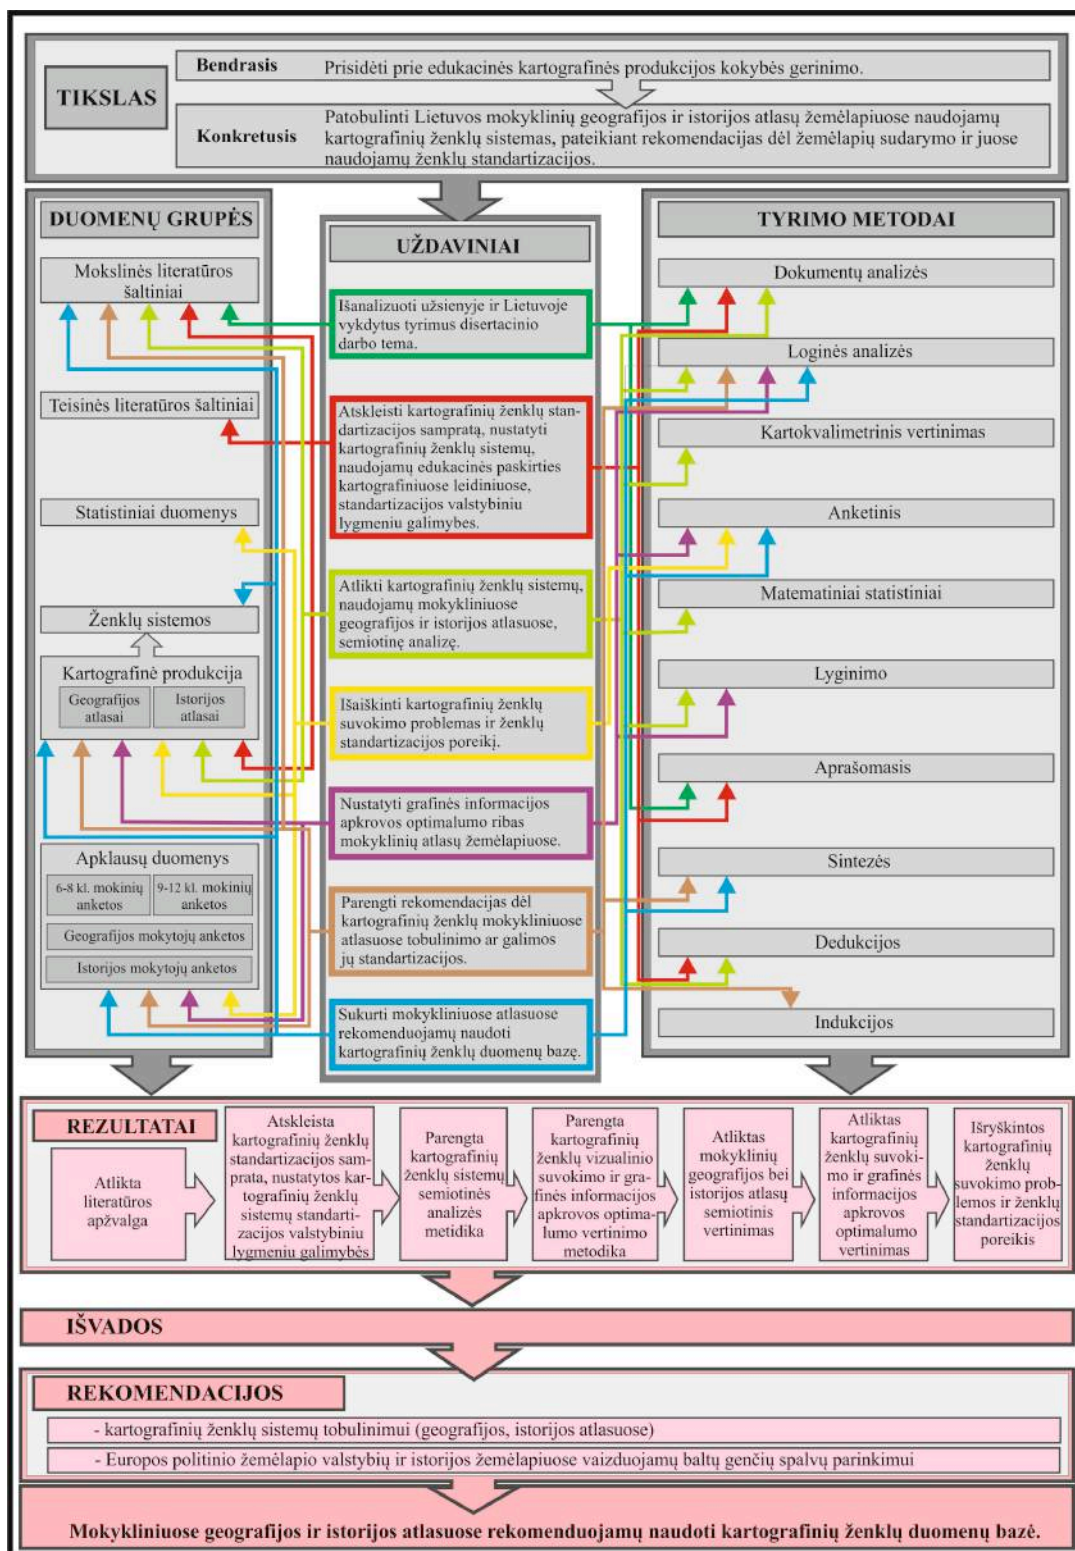 TIKSLAS
Bendrasis
Prisidėti prie edukacinės kartografinės produkcijos kokybės gerinimo.
Konkretusis
Patobulinti Lietuvos mokyklinių geografijos ir istorijos atlasų žemėlapiuose naudojamų
kartografinių ženklų sistemas, pateikiant rekomendacijas dėl žemėlapių sudarymo ir juose
naudojamų ženklų standartizacijos.
DUOMENŲ GRUPĖS
Mokslinės literatūros
šaltiniai
Teisinės literatūros šaltiniai
Statistiniai duomenys
Ženklų sistemos
Kartografinė produkcija
Geografijos
atlasai
Istorijos
atlasai
Apklausų duomenys
6-8 kl. mokinių
anketos
9-12 kl. mokinių
anketos
Geografijos mokytojų anketos
Istorijos mokytojų anketos
UŽDAVINIAI
Išanalizuoti užsienyje ir Lietuvoje
vykdytus tyrimus disertacinio
darbo tema.
Atskleisti kartografinių ženklų stan-
dartizacijos sampratą, nustatyti
kartografinių ženklų sistemų,
naudojamų edukacinės paskirties
kartografiniuose leidiniuose,
standartizacijos valstybiniu
lygmeniu galimybes.
Atlikti kartografinių ženklų sistemų,
naudojamų mokykliniuose
geografijos ir istorijos atlasuose,
semiotinę analizę.
Išaiškinti kartografinių ženklų
suvokimo problemas ir ženklų
standartizacijos poreikį.
Nustatyti grafinės informacijos
apkrovos optimalumo ribas
mokyklinių atlasų žemėlapiuose.
Parengti rekomendacijas dėl
kartografinių ženklų mokykliniuose
atlasuose tobulinimo ar galimos
jų standartizacijos.
Sukurti mokykliniuose atlasuose
rekomenduojamų naudoti
kartografinių ženklų duomenų bazę.
TYRIMO METODAI
Dokumentų analizės
Loginės analizės
Kartokvalimetrinis vertinimas
Anketinis
Matematiniai statistiniai
Lyginimo
Aprašomasis
Sintezės
Dedukcijos
Indukcijos
REZULTATAI
Atlikta
literatūros
apžvalga
Atskleista
kartografinių ženklų
standartizacijos sam-
prata, nustatytos kar-
tografinių ženklų
sistemų standarti-
zacijos valstybiniu
lygmeniu galimybės
Parengta
kartografinių
ženklų sistemų
semiotinės
analizės
metidika
Parengta
kartografinių
ženklų vizualinio
suvokimo ir gra-
finės informacijos
apkrovos optima-
lumo vertinimo
metodika
Atliktas
mokyklinių
geografijos bei
istorijos atlasų
semiotinis
vertinimas
Atliktas
kartografinių
ženklų suvoki-
mo ir grafinės
informacijos
apkrovos
optimalumo
vertinimas
Išryškintos
kartografinių
ženklų
suvokimo prob-
lemos ir ženklų
standartizacijos
poreikis
IŠVADOS
REKOMENDACIJOS
- kartografinių ženklų sistemų tobulinimui (geografijos, istorijos atlasuose)
- Europos politinio žemėlapio valstybių ir istorijos žemėlapiuose vaizduojamų baltų genčių spalvų parinkimui
Mokykliniuose geografijos ir istorijos atlasuose rekomenduojamų naudoti kartografinių ženklų duomenų bazė.